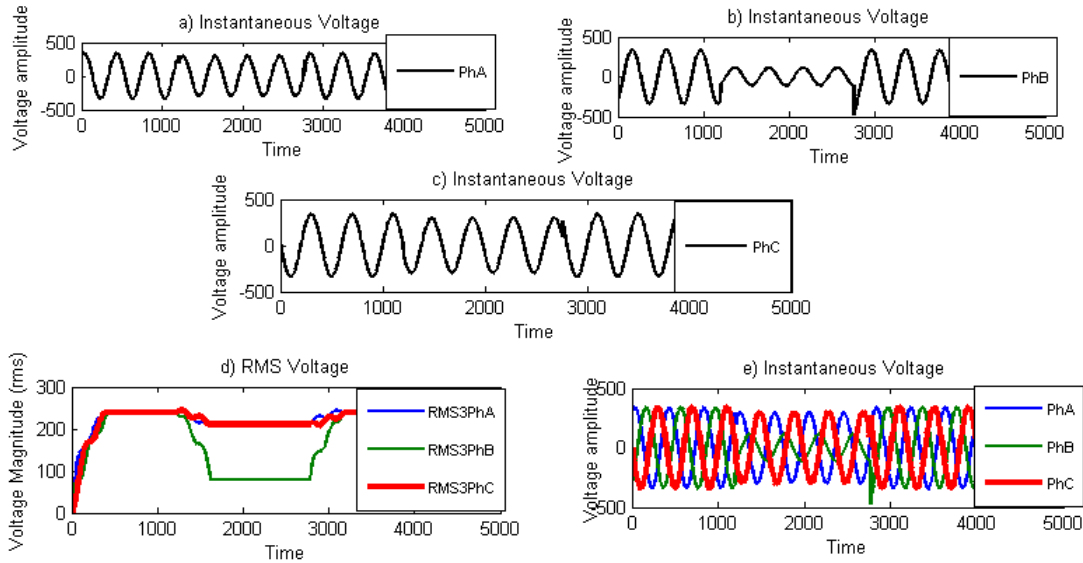 a) Instantaneous Voltage
Voltage amplitude
500
0
-500
0 1000 2000 3000 4000 5000
Time
PhA
b) Instantaneous Voltage
Voltage amplitude
500
0
-500
0 1000 2000 3000 4000 5000
Time
PhB
c) Instantaneous Voltage
Voltage amplitude
500
0
-500
0 1000 2000 3000 4000 5000
Time
PhC
d) RMS Voltage
Voltage Magnitude (rms)
300
200
100
0
0 1000 2000 3000 4000 5000
Time
RMS3PhA
RMS3PhB
RMS3PhC
e) Instantaneous Voltage
Voltage amplitude
500
0
-500
0 1000 2000 3000 4000 5000
Time
PhA
PhB
PhC